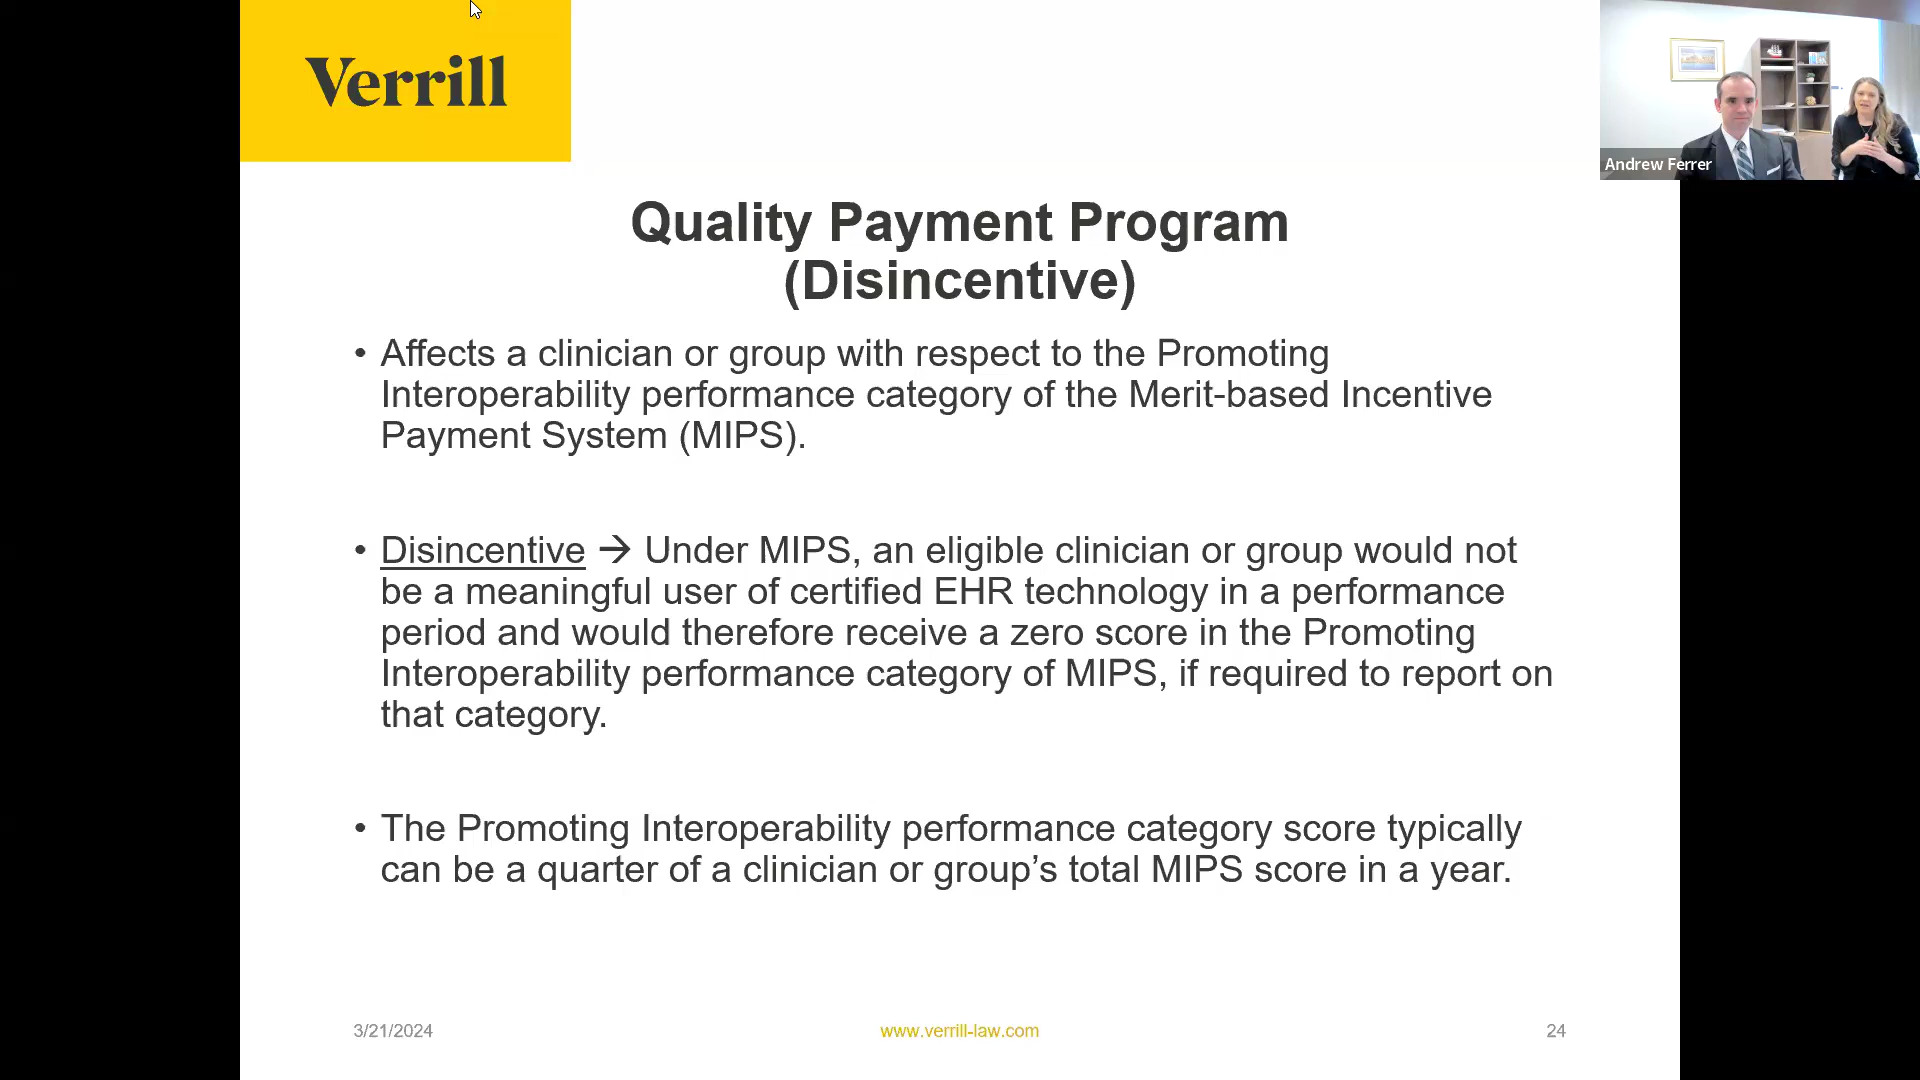 Verrill
Andrew Ferrer
Quality Payment Program
(Disincentive)
• Affects a clinician or group with respect to the Promoting
Interoperability performance category of the Merit-based Incentive
Payment System (MIPS).
• Disincentive → Under MIPS, an eligible clinician or group would not
be a meaningful user of certified EHR technology in a performance
period and would therefore receive a zero score in the Promoting
Interoperability performance category of MIPS, if required to report on
that category.
• The Promoting Interoperability performance category score typically
can be a quarter of a clinician or group’s total MIPS score in a year.
3/21/2024
www.verrill-law.com
24